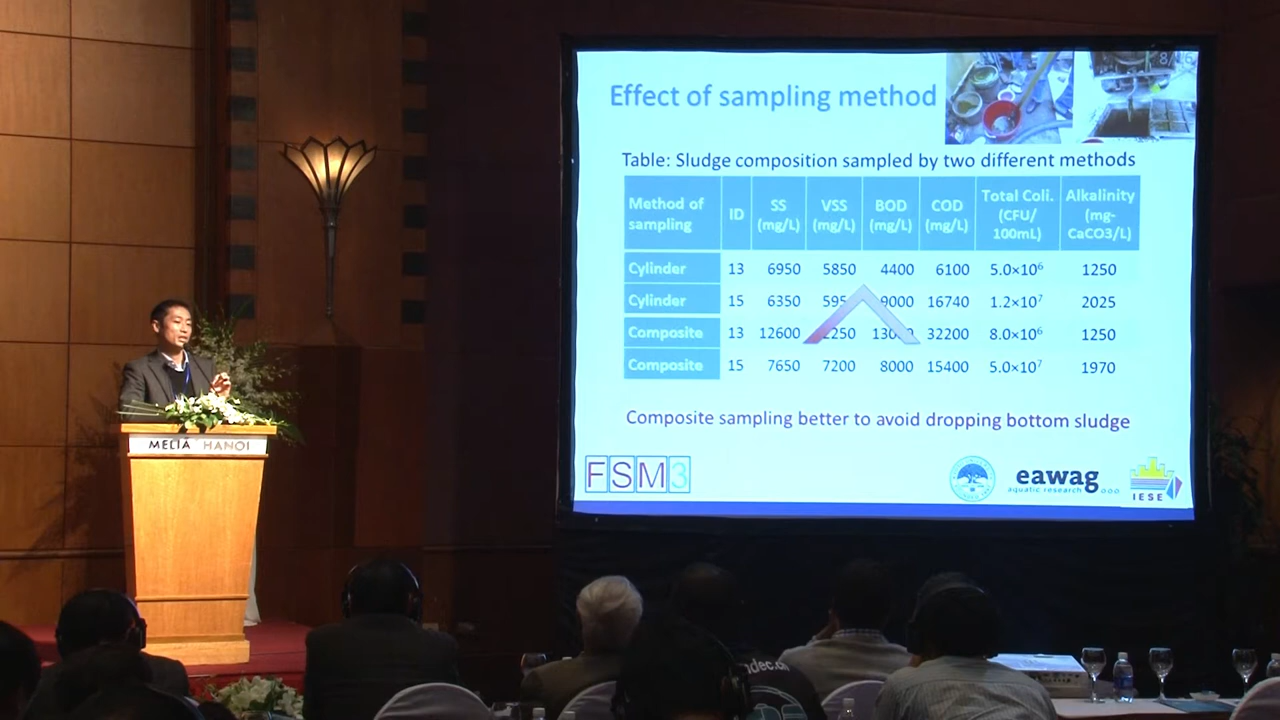 Effect of sampling method
Table: Sludge composition sampled by two different methods
Method of sampling ID SS (mg/L) VSS (mg/L) BOD (mg/L) COD (mg/L) Total Coli. (CFU/ 100mL) Alkalinity (mg- CaCO3/L)
Cylinder 13 6950 5850 4400 6100 5.0×10⁶ 1250
Cylinder 15 6350 9000 16740 1.2×10⁷ 2025
Composite 13 12600 32200 8.0×10⁶ 1250
Composite 15 7650 7200 8000 15400 5.0×10⁷ 1970
Composite sampling better to avoid dropping bottom sludge
FSM3
eawag
aquatic research
IESE
MELIÃ HANOI